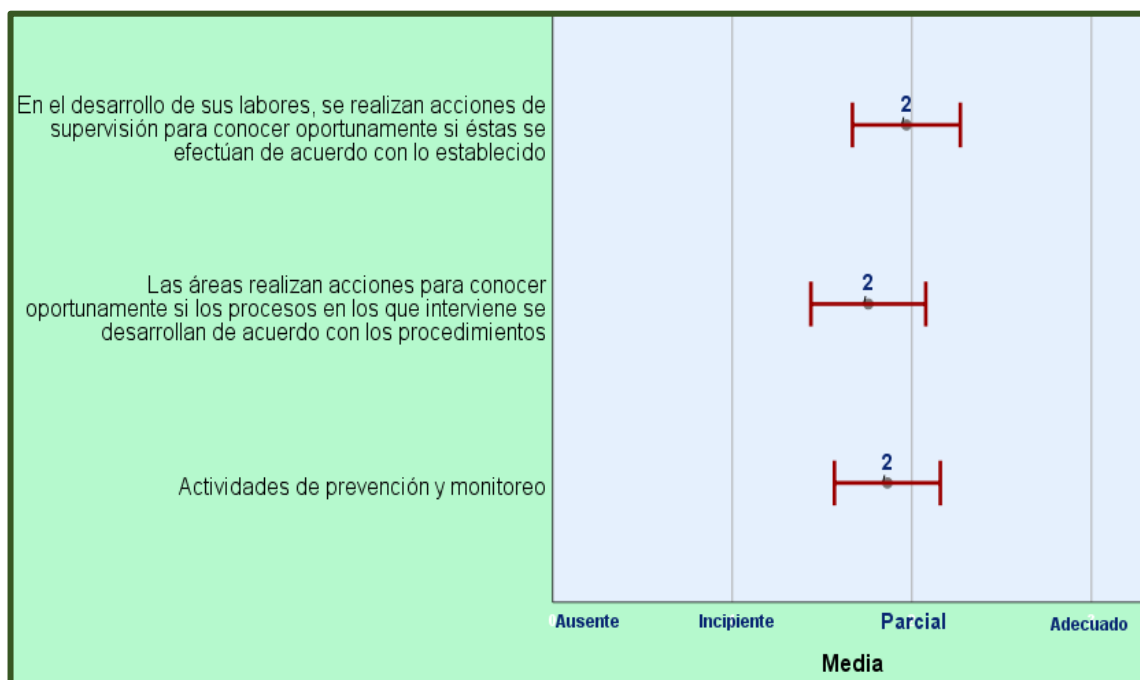 En el desarrollo de sus labores, se realizan acciones de
supervisión para conocer oportunamente si éstas se
efectúan de acuerdo con lo establecido
2
Las áreas realizan acciones para conocer
oportunamente si los procesos en los que interviene se
desarrollan de acuerdo con los procedimientos
2
Actividades de prevención y monitoreo
2
Ausente Incipiente Parcial Adecuado
Media